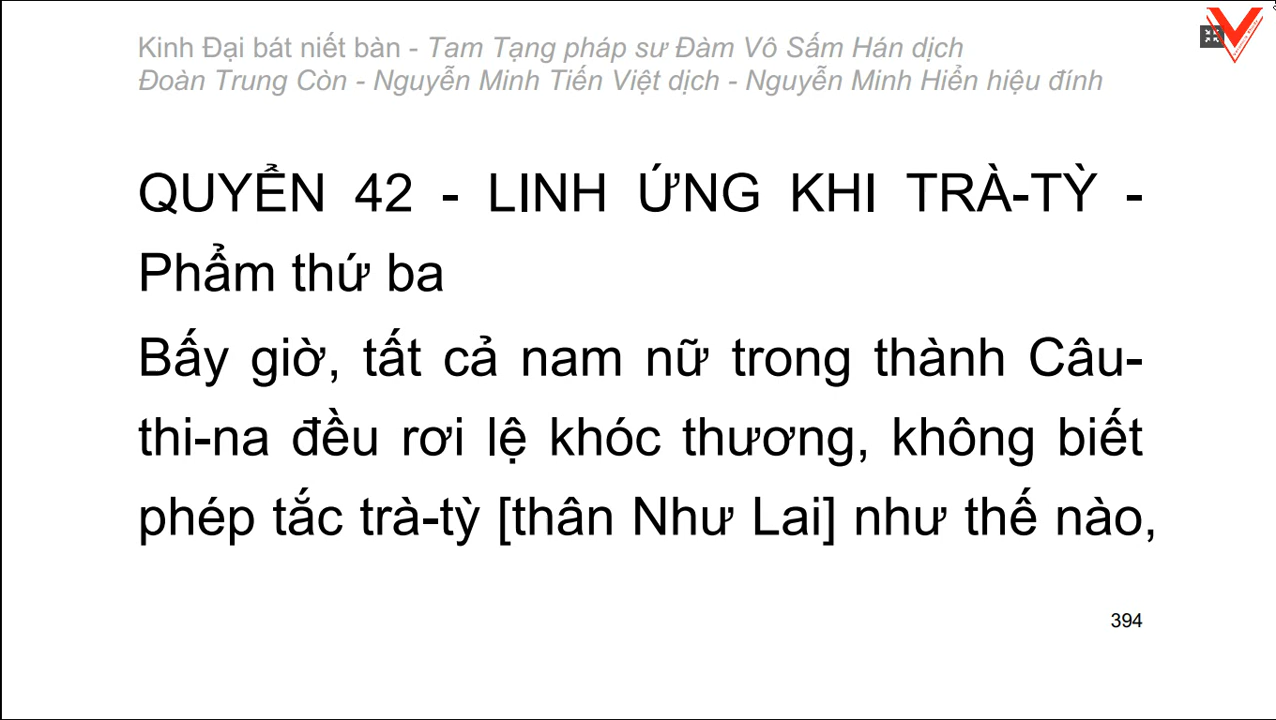 Kinh Đại bát niết bàn - Tam Tạng pháp sư Đàm Vô Sấm Hán dịch
Đoàn Trung Còn - Nguyễn Minh Tiến Việt dịch - Nguyễn Minh Hiển hiệu đính
QUYỂN 42 - LINH ỨNG KHI TRÀ-TỲ -
Phẩm thứ ba
Bấy giờ, tất cả nam nữ trong thành Câu-
thi-na đều rơi lệ khóc thương, không biết
phép tắc trà-tỳ [thân Như Lai] như thế nào,
394